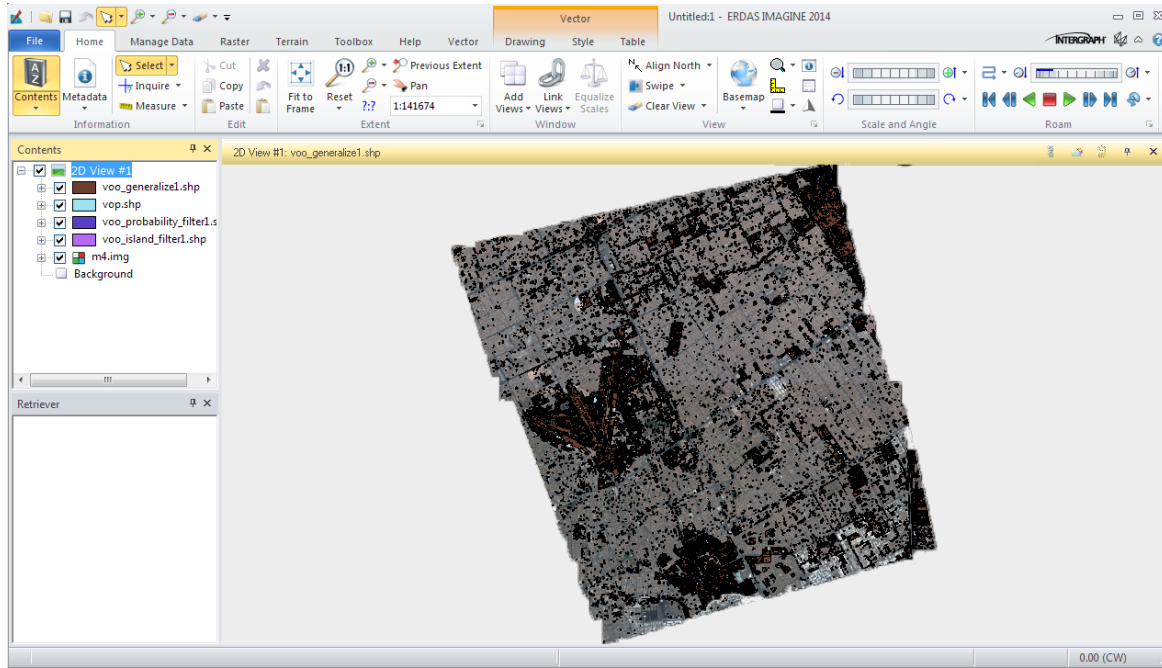 Vector
Untitled:1 - ERDAS IMAGINE 2014
File Home Manage Data Raster Terrain Toolbox Help Vector Drawing Style Table
INTERGRAPH
Contents
Metadata
Select
Inquire
Measure
Information
Cut
Copy
Paste
Edit
Fit to Frame
1:1
Reset
Previous Extent
Pan
?:?
1:141674
Extent
Add Views
Link Views
Equalize Scales
Window
Align North
Swipe
Clear View
Basemap
View
Scale and Angle
Roam
Contents
2D View #1: voo_generalize1.shp
2D View #1
voo_generalize1.shp
vop.shp
voo_probability_filter1.s
voo_island_filter1.shp
m4.img
Background
Retriever
0.00 (CW)